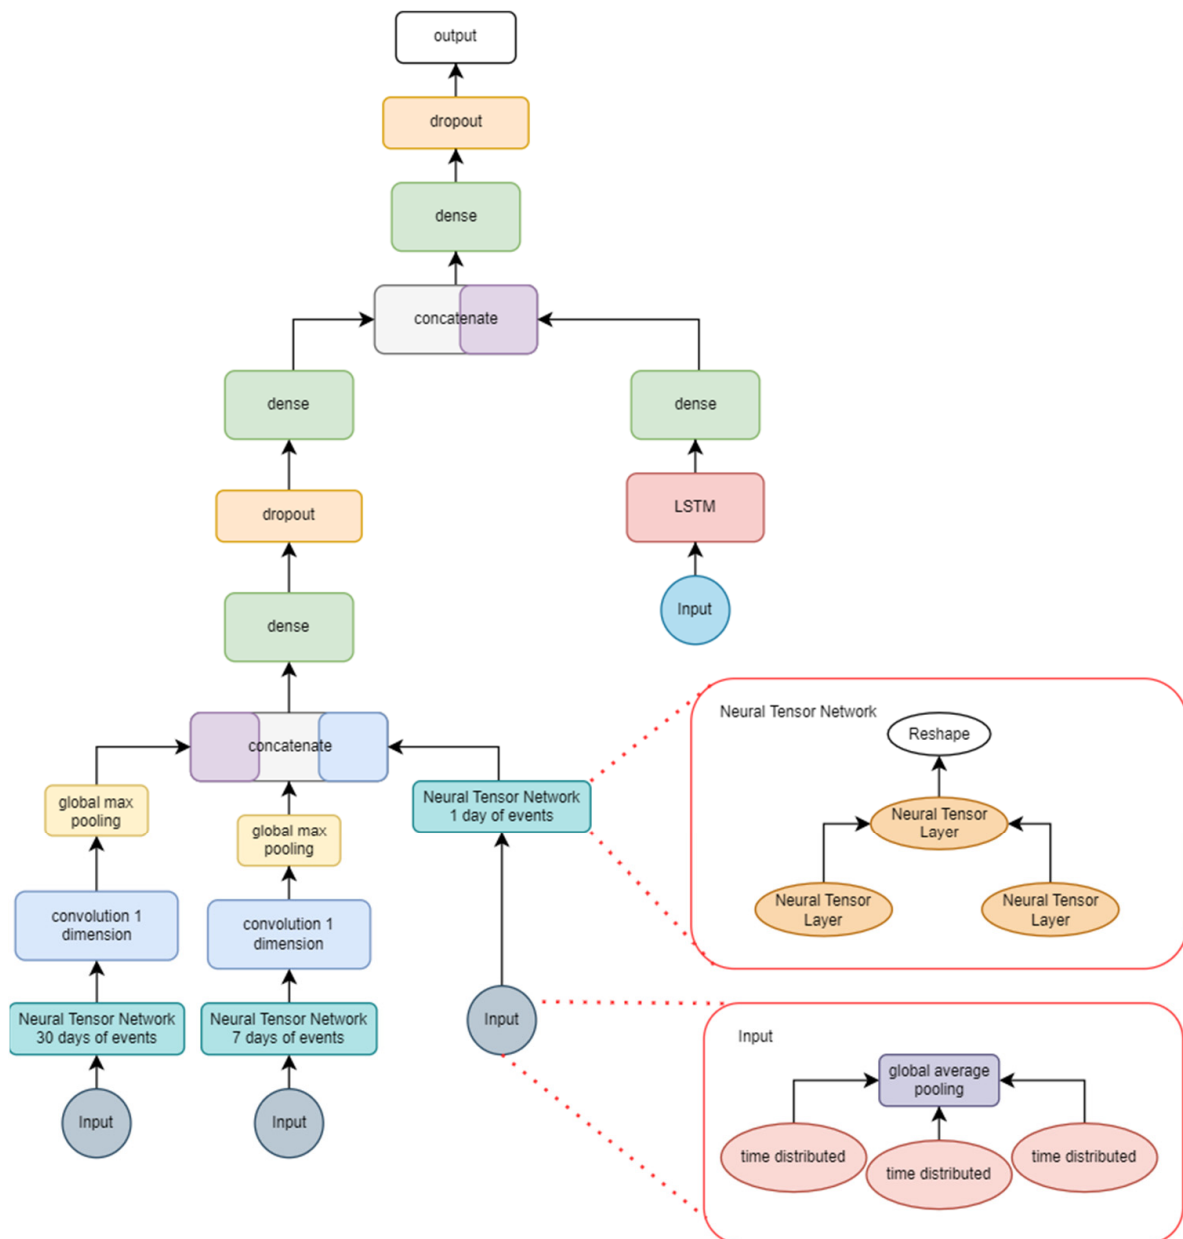 output
dropout
dense
concatenate
dense
dense
dropout
LSTM
dense
Input
concatenate
global max
pooling
global max
pooling
Neural Tensor Network
1 day of events
convolution 1
dimension
convolution 1
dimension
Neural Tensor Network
30 days of events
Neural Tensor Network
7 days of events
Input
Input
Input
Neural Tensor Network
Reshape
Neural Tensor
Layer
Neural Tensor
Layer
Neural Tensor
Layer
Input
global average
pooling
time distributed
time distributed
time distributed